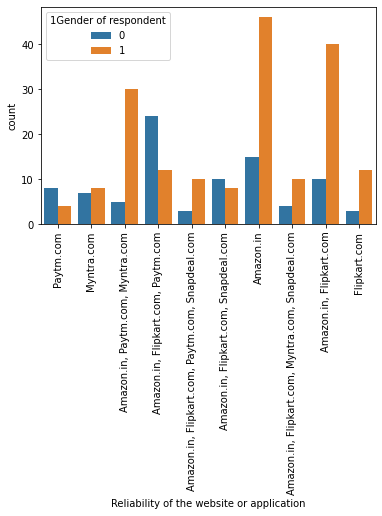 1Gender of respondent
0
1
count
40
30
20
10
0
Paytm.com
Myntra.com
Amazon.in, Paytm.com, Myntra.com
Amazon.in, Flipkart.com, Paytm.com
Amazon.in, Flipkart.com, Paytm.com, Snapdeal.com
Amazon.in, Flipkart.com, Snapdeal.com
Amazon.in
Amazon.in, Flipkart.com, Myntra.com, Snapdeal.com
Amazon.in, Flipkart.com
Flipkart.com
Reliability of the website or application